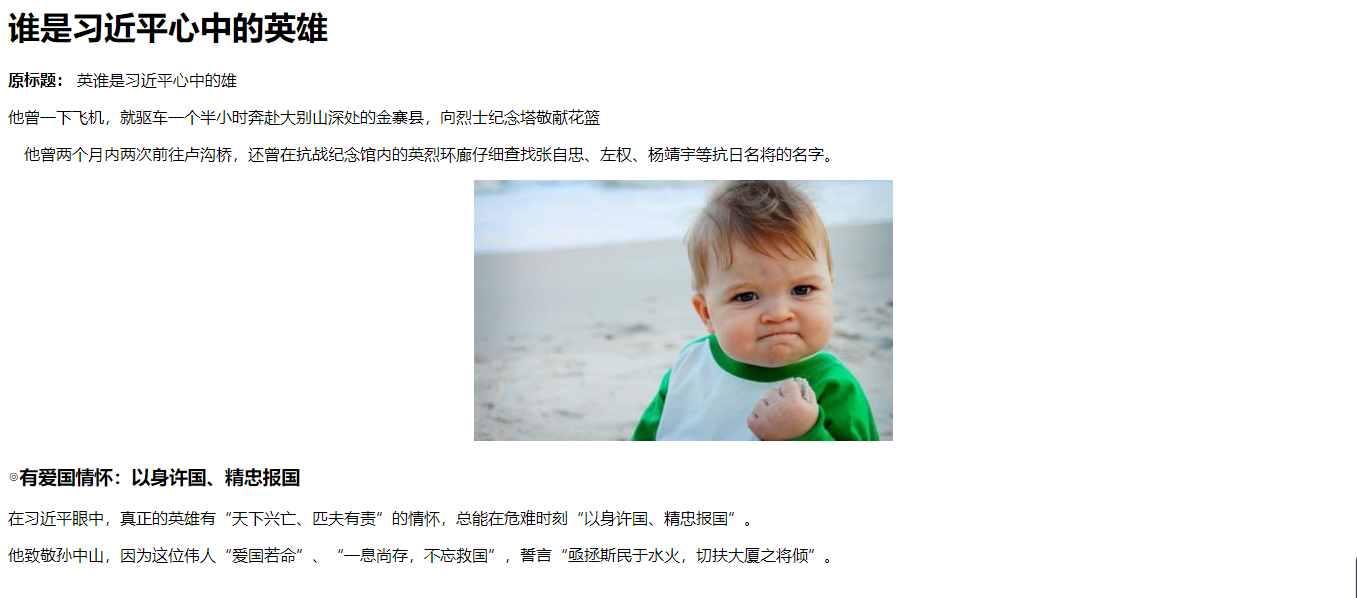 谁是习近平心中的英雄
原标题： 英谁是习近平心中的雄
他曾一下飞机，就驱车一个半小时奔赴大别山深处的金寨县，向烈士纪念塔敬献花篮
他曾两个月内两次前往卢沟桥，还曾在抗战纪念馆内的英烈环廊仔细查找张自忠、左权、杨靖宇等抗日名将的名字。
◎有爱国情怀：以身许国、精忠报国
在习近平眼中，真正的英雄有“天下兴亡、匹夫有责”的情怀，总能在危难时刻“以身许国、精忠报国”。
他致敬孙中山，因为这位伟人“爱国若命”、“一息尚存，不忘救国”，誓言“亟拯斯民于水火，切扶大厦之将倾”。